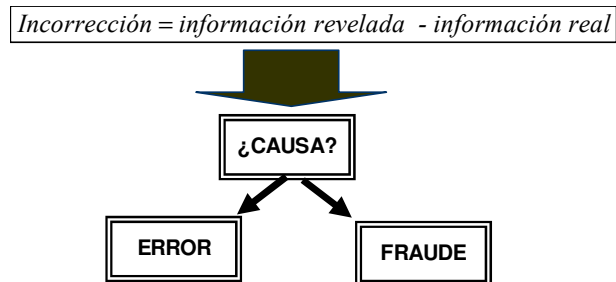 Incorrección = información revelada - información real
¿CAUSA?
ERROR
FRAUDE